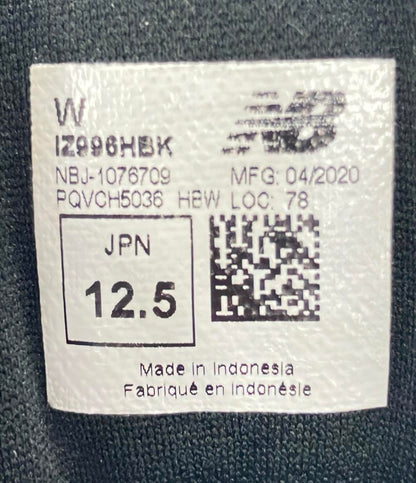 W
NB
IZ996HBK
NBJ-1076709 MFG: 04/2020
PQVCH5036 HBW LOC: 78
JPN
12.5
Made in Indonesia
Fabriqué en Indonésie